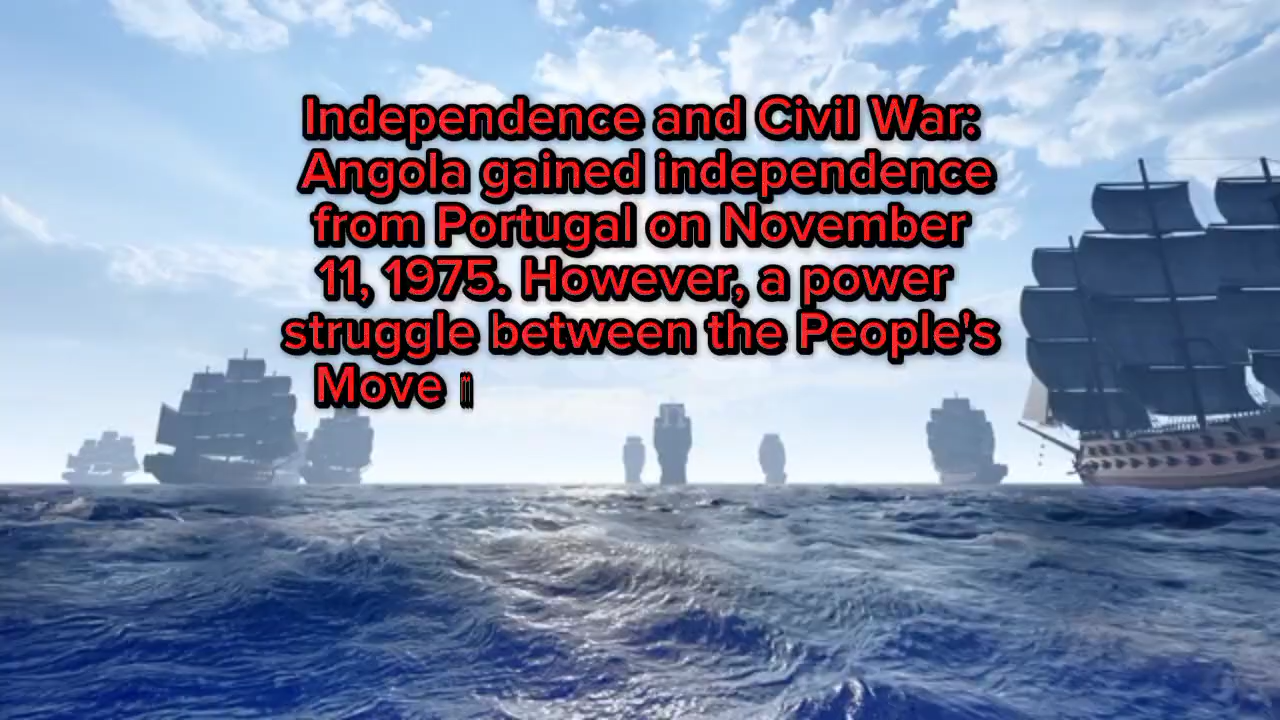 Independence and Civil War:
Angola gained independence
from Portugal on November
11, 1975. However, a power
struggle between the People's
Move